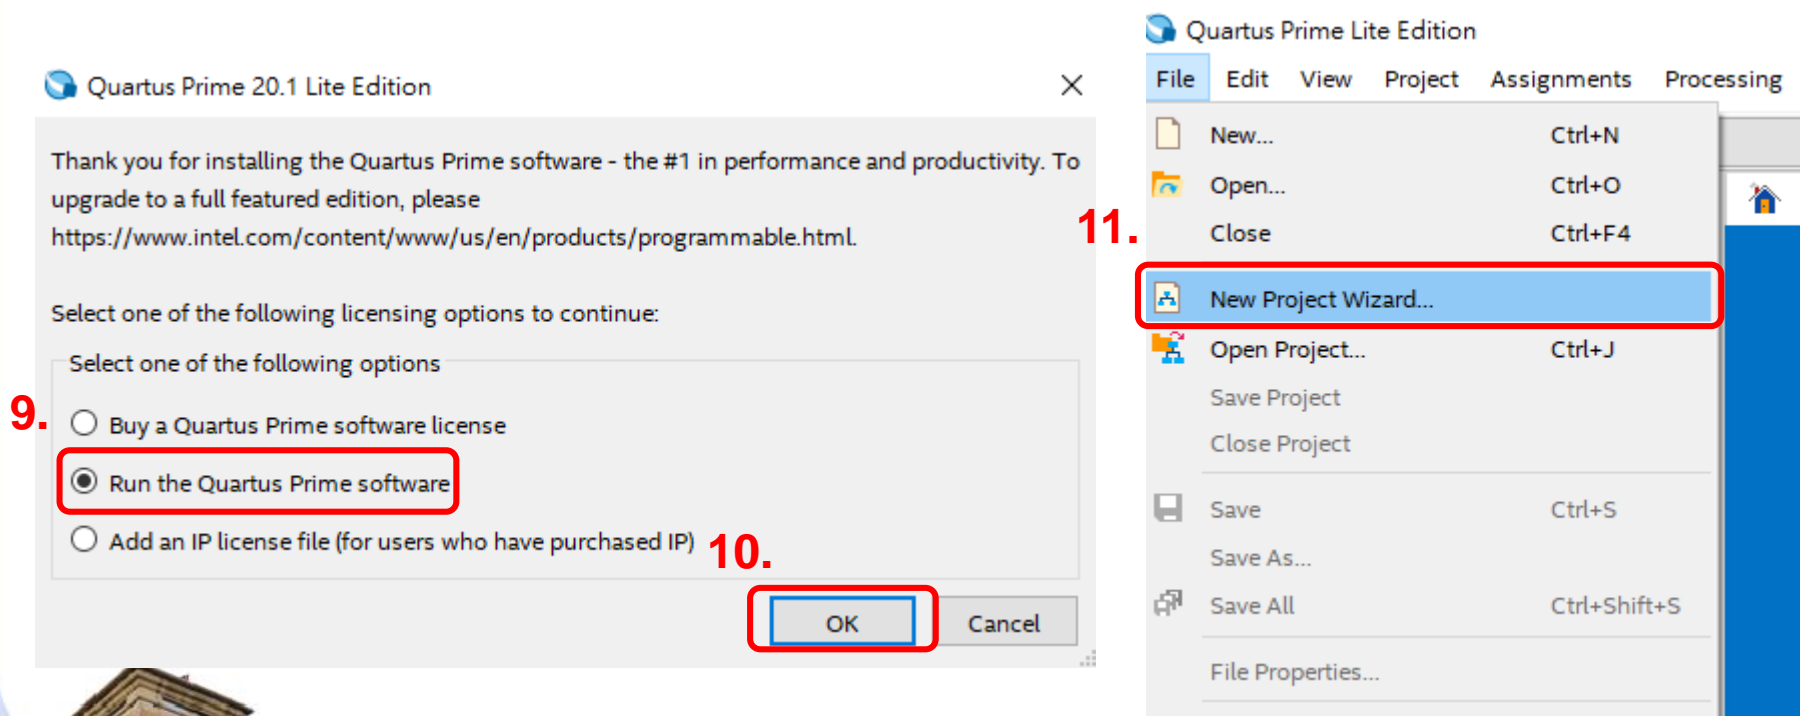 Quartus Prime 20.1 Lite Edition
Thank you for installing the Quartus Prime software - the #1 in performance and productivity. To
upgrade to a full featured edition, please
https://www.intel.com/content/www/us/en/products/programmable.html.
Select one of the following licensing options to continue:
Select one of the following options
9.
Buy a Quartus Prime software license
Run the Quartus Prime software
Add an IP license file (for users who have purchased IP)
10.
OK Cancel
Quartus Prime Lite Edition
File Edit View Project Assignments Processing
New... Ctrl+N
Open... Ctrl+O
11.
Close Ctrl+F4
New Project Wizard...
Open Project... Ctrl+J
Save Project
Close Project
Save Ctrl+S
Save As...
Save All Ctrl+Shift+S
File Properties...